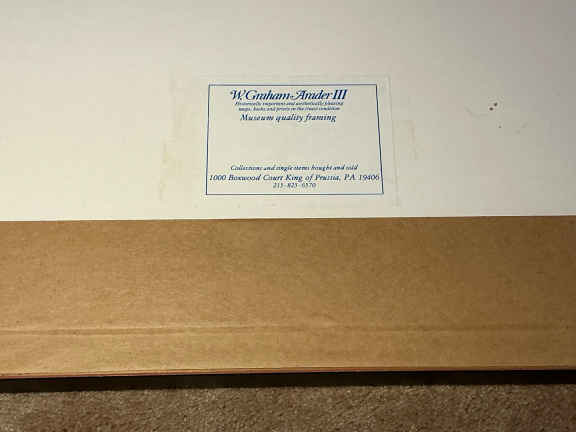 W. Graham Arader III
Historically important and aesthetically pleasing
maps, books and prints in the finest condition
Museum quality framing
Collections and single items bought and sold
1000 Boxwood Court King of Prussia, PA 19406
215-825-6570